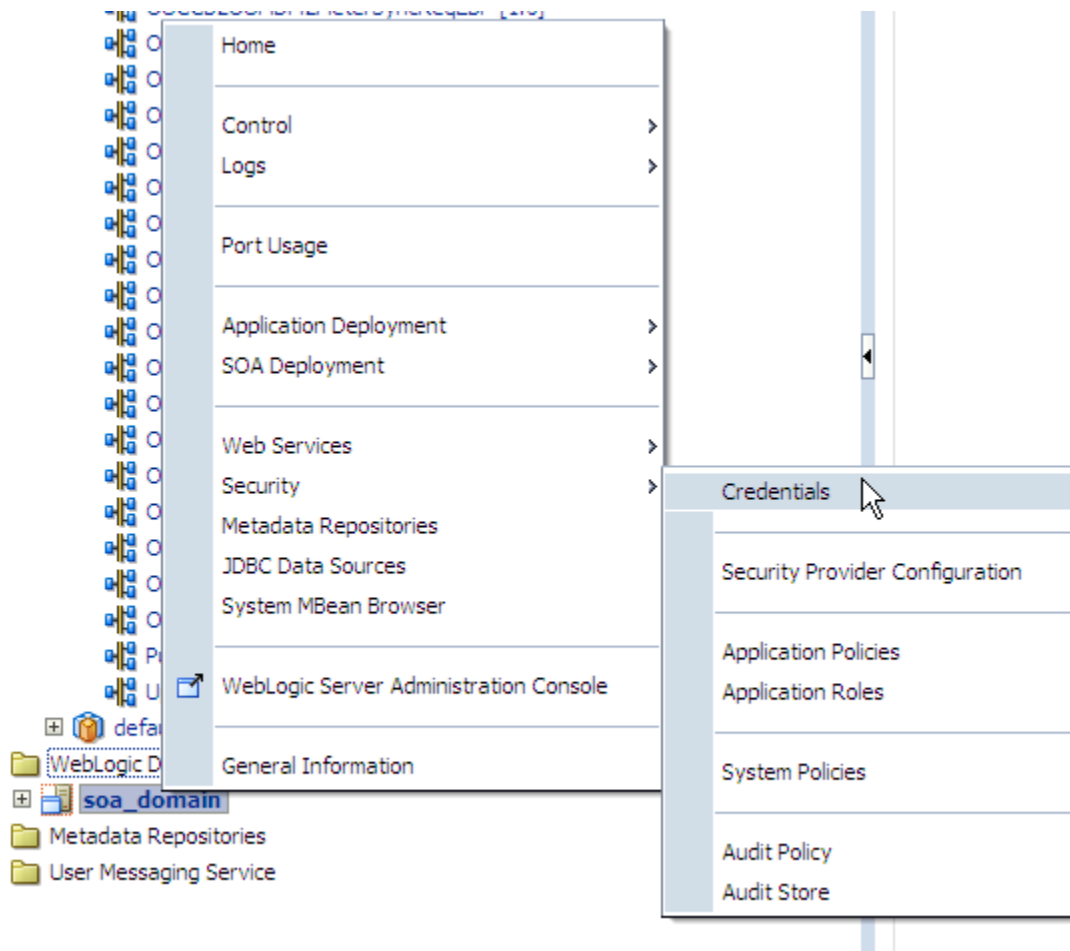 Home
Control
Logs
Port Usage
Application Deployment
SOA Deployment
Web Services
Security
Metadata Repositories
JDBC Data Sources
System MBean Browser
WebLogic Server Administration Console
General Information
Credentials
Security Provider Configuration
Application Policies
Application Roles
System Policies
Audit Policy
Audit Store
WebLogic D
soa_domain
Metadata Repositories
User Messaging Service